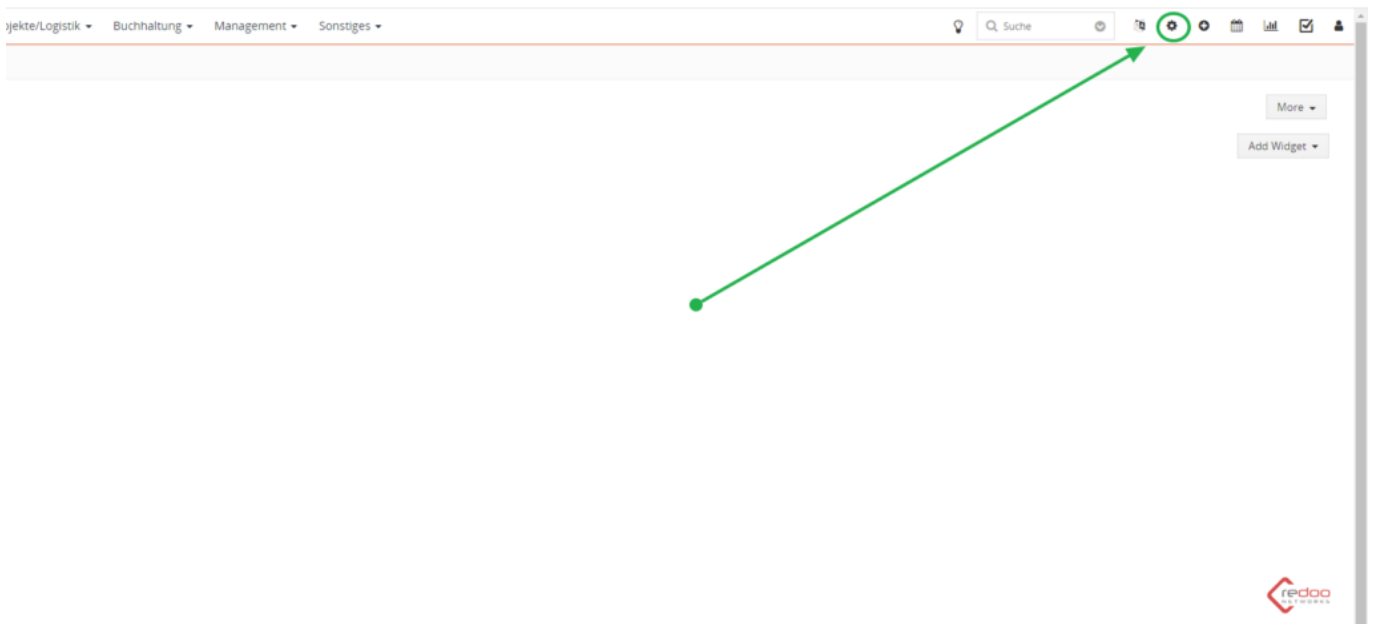 ojekte/Logistik Buchhaltung Management Sonstiges Suche
More
Add Widget
redoo
NETWORKS